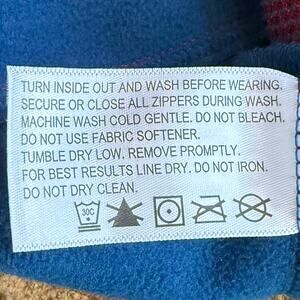 TURN INSIDE OUT AND WASH BEFORE WEARING.
SECURE OR CLOSE ALL ZIPPERS DURING WASH.
MACHINE WASH COLD GENTLE. DO NOT BLEACH.
DO NOT USE FABRIC SOFTENER.
TUMBLE DRY LOW. REMOVE PROMPTLY.
FOR BEST RESULTS LINE DRY. DO NOT IRON.
DO NOT DRY CLEAN.
30C